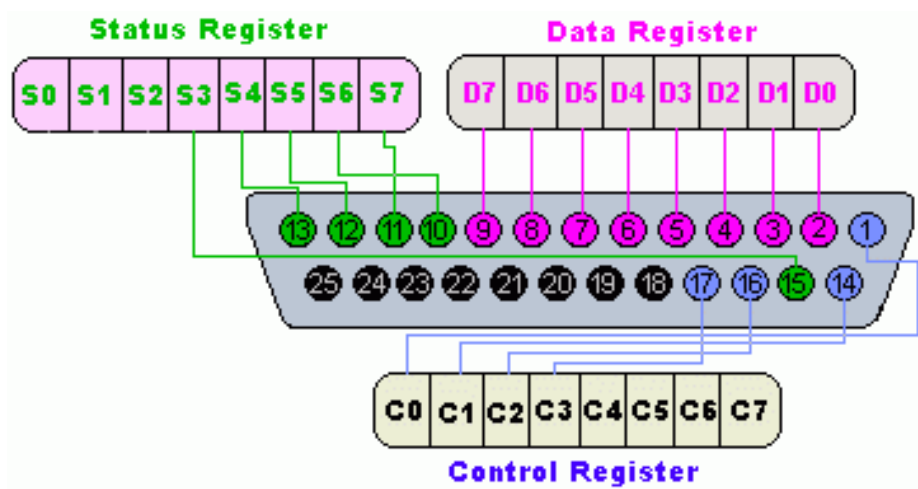 Status Register Data Register
S0 S1 S2 S3 S4 S5 S6 S7 D7 D6 D5 D4 D3 D2 D1 D0
13 12 11 10 9 8 7 6 5 4 3 2 1
25 24 23 22 21 20 19 18 17 16 15 14
C0 C1 C2 C3 C4 C5 C6 C7
Control Register